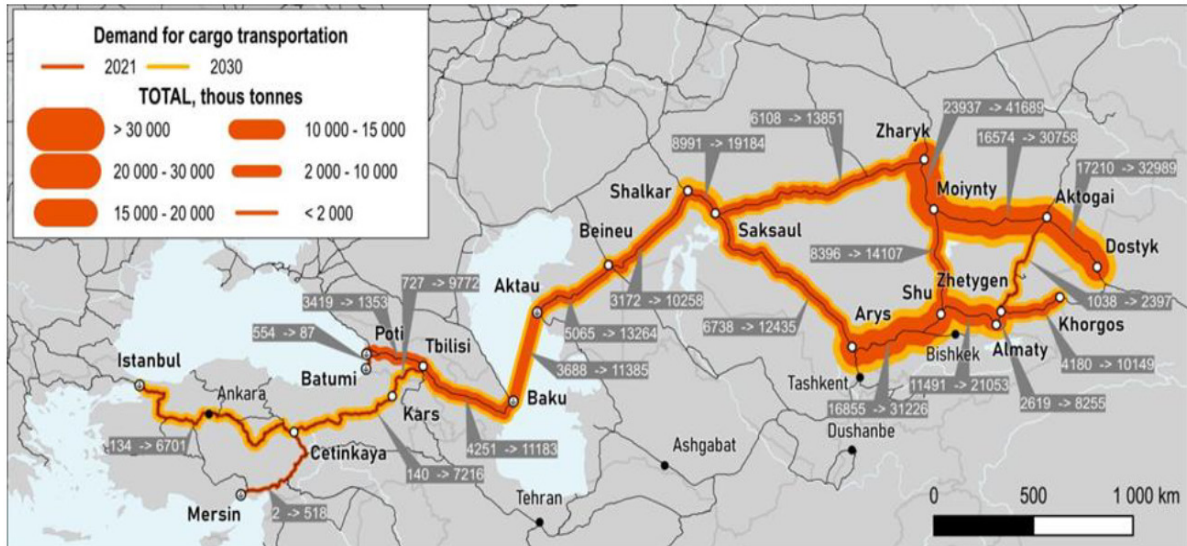 Demand for cargo transportation
2021 2030
TOTAL, thous tonnes
> 30 000 10 000 - 15 000
20 000 - 30 000 2 000 - 10 000
15 000 - 20 000 < 2 000
6108 -> 13851
8991 -> 19184
Zharyk
23937 -> 41689
16574 -> 30758
17210 -> 32989
Shalkar
Moiynty
Aktogai
Saksaul
Beineu
Dostyk
8396 -> 14107
Zhetygen
Aktau
3172 -> 10258
1038 -> 2397
727 -> 9772
3419 -> 1353
Shu
Khorgos
5065 -> 13264
6738 -> 12435
Arys
Poti
554 -> 87
Tbilisi
Bishkek
Almaty
4180 -> 10149
3688 -> 11385
Istanbul
Batumi
Tashkent
11491 -> 21053
Ankara
Kars
Baku
16855 -> 31226
2619 -> 8255
Dushanbe
134 -> 6701
Cetinkaya
4251 -> 11183
Ashgabat
140 -> 7216
Mersin
2 -> 518
Tehran
0 500 1 000 km